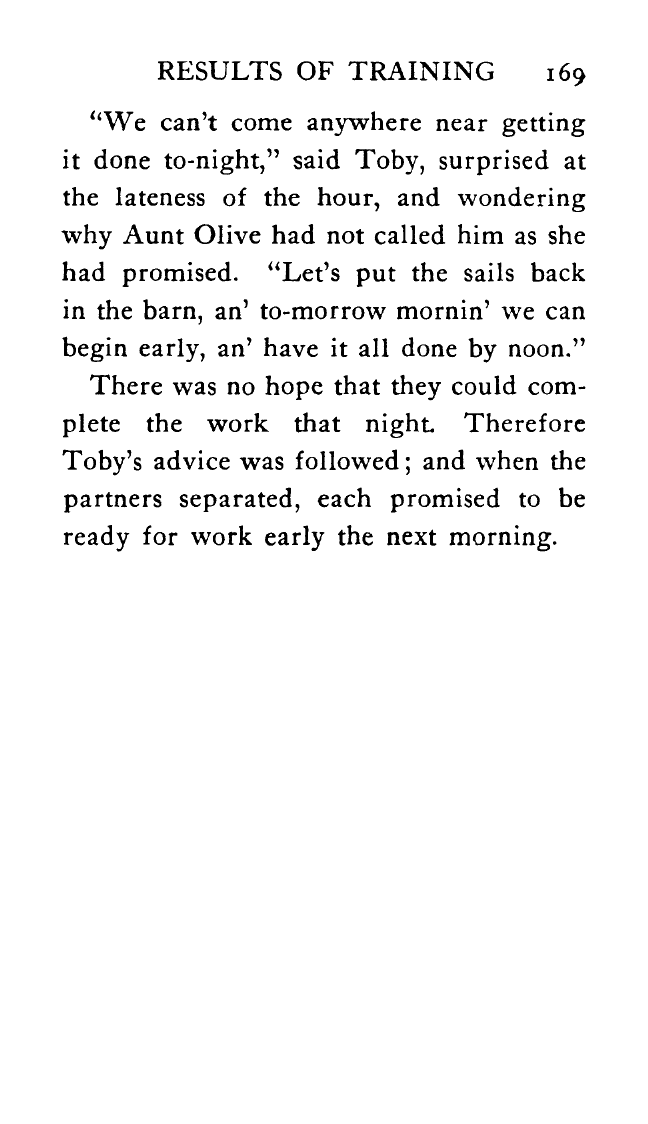 RESULTS OF TRAINING 169
“We can’t come anywhere near getting
it done to-night,” said Toby, surprised at
the lateness of the hour, and wondering
why Aunt Olive had not called him as she
had promised. “Let’s put the sails back
in the barn, an’ to-morrow mornin’ we can
begin early, an’ have it all done by noon.”
There was no hope that they could com-
plete the work that night. Therefore
Toby’s advice was followed; and when the
partners separated, each promised to be
ready for work early the next morning.